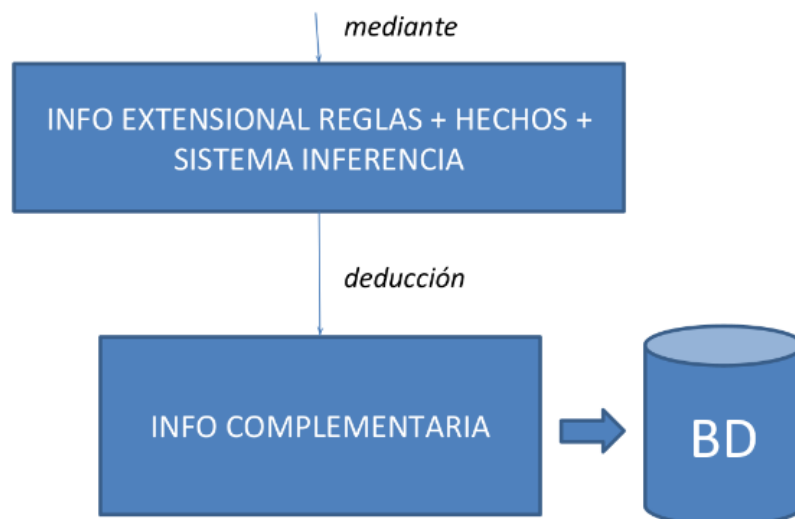 mediante
INFO EXTENSIONAL REGLAS + HECHOS +
SISTEMA INFERENCIA
deducción
INFO COMPLEMENTARIA
BD